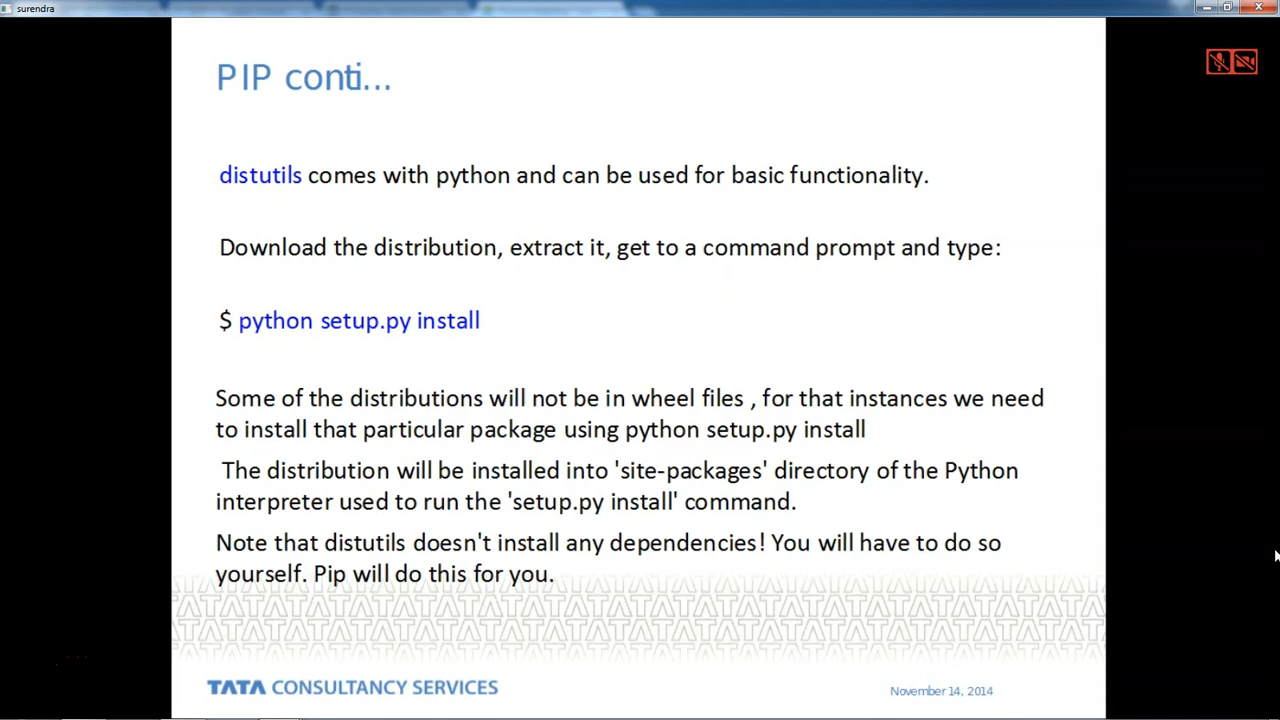 surendra
PIP conti...
distutils comes with python and can be used for basic functionality.
Download the distribution, extract it, get to a command prompt and type:
$ python setup.py install
Some of the distributions will not be in wheel files , for that instances we need
to install that particular package using python setup.py install
The distribution will be installed into 'site-packages' directory of the Python
interpreter used to run the 'setup.py install' command.
Note that distutils doesn't install any dependencies! You will have to do so
yourself. Pip will do this for you.
TATA CONSULTANCY SERVICES
November 14, 2014